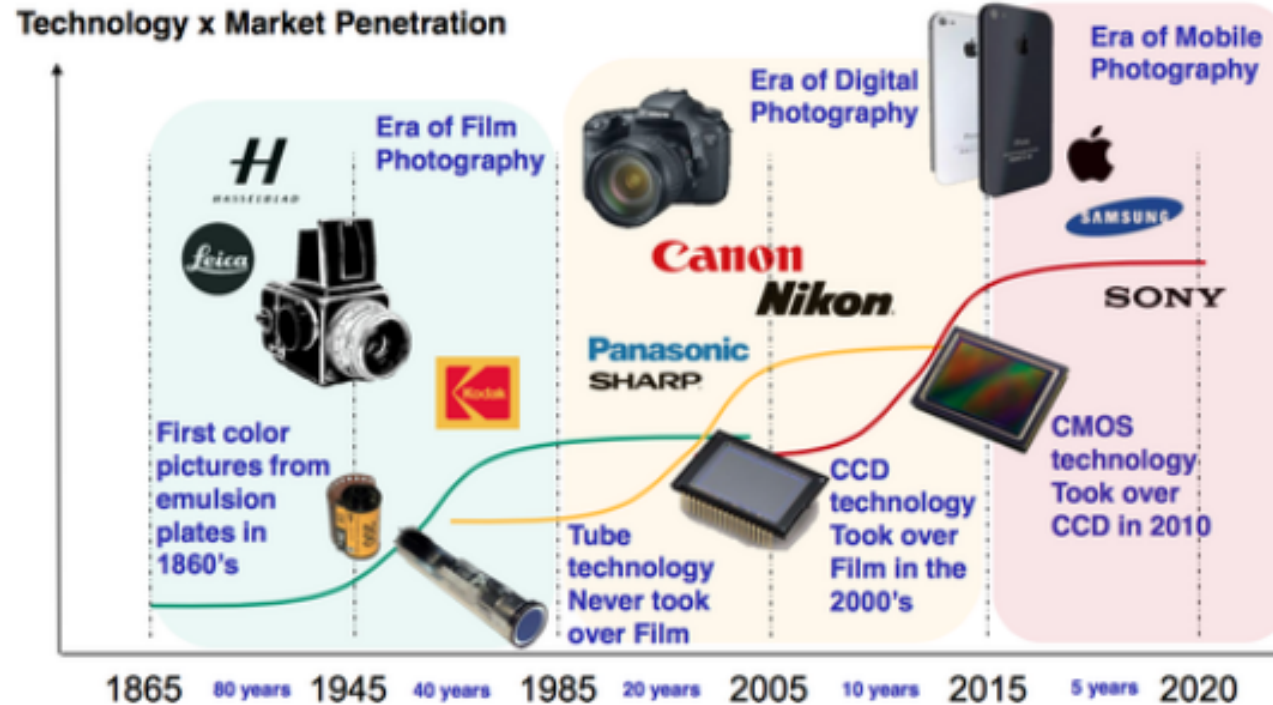 Technology x Market Penetration
Era of Film
Photography
Era of Digital
Photography
Era of Mobile
Photography
H
HASSELBLAD
Leica
Kodak
Canon
Nikon
Panasonic
SHARP
SAMSUNG
SONY
First color
pictures from
emulsion
plates in
1860's
Tube
technology
Never took
over Film
CCD
technology
Took over
Film in the
2000's
CMOS
technology
Took over
CCD in 2010
1865 80 years 1945 40 years 1985 20 years 2005 10 years 2015 5 years 2020